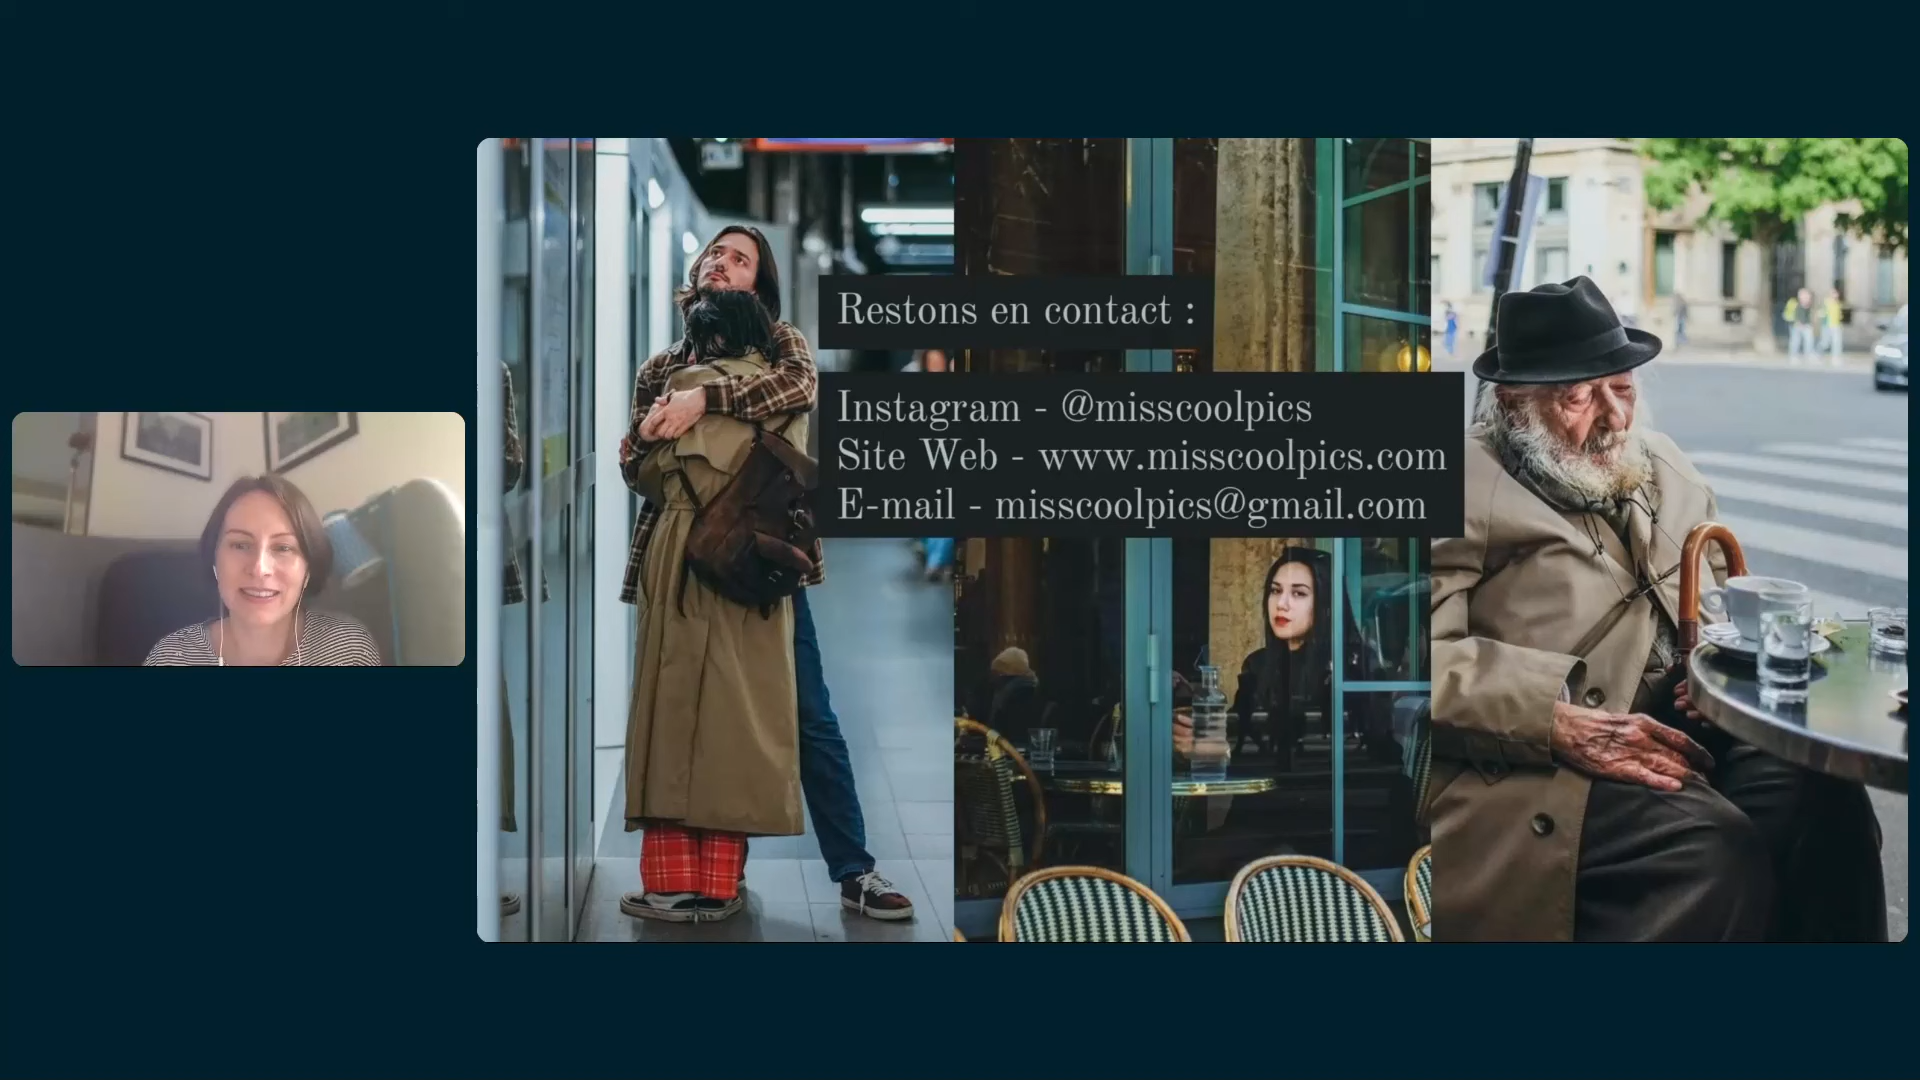 Restons en contact :
Instagram - @misscoolpics
Site Web - www.misscoolpics.com
E-mail - misscoolpics@gmail.com